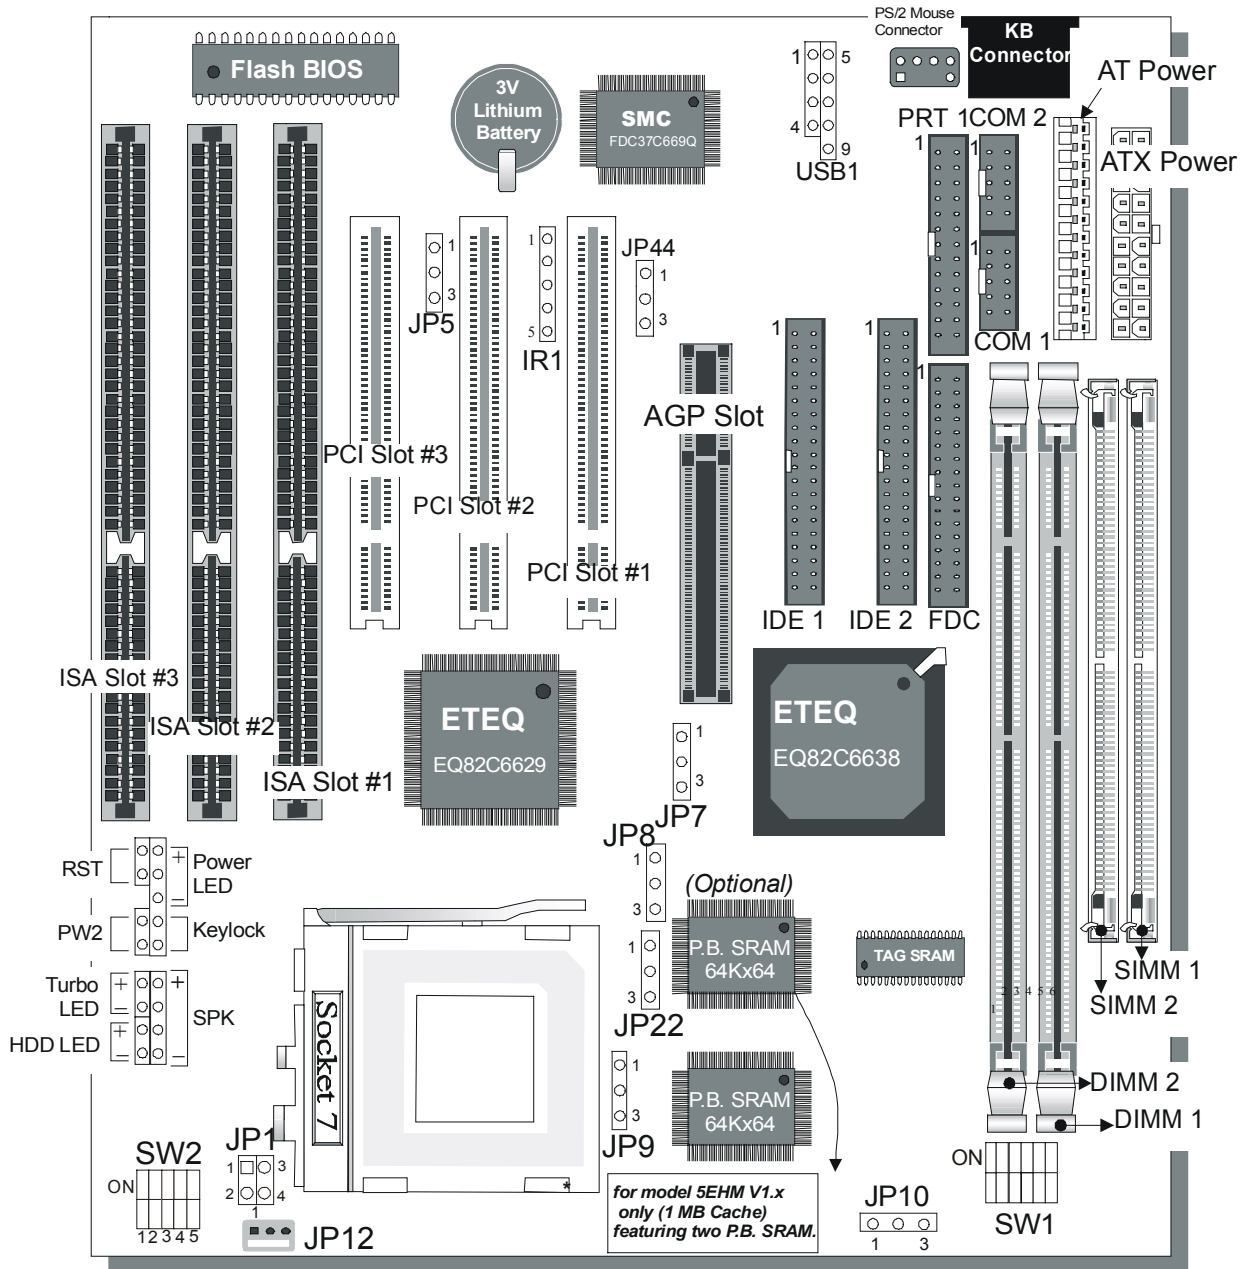 PS/2 Mouse
Connector
KB
Connector
Flash BIOS
3V
Lithium
Battery
SMC
FDC37C669Q
1
5
4
9
USB1
AT Power
PRT 1
COM 2
ATX Power
1
1
1
COM 1
1
3
JP5
1
5
IR1
JP44
1
3
1
1
1
AGP Slot
PCI Slot #3
PCI Slot #2
PCI Slot #1
IDE 1
IDE 2
FDC
ISA Slot #3
ISA Slot #2
ISA Slot #1
ETEQ
EQ82C6629
ETEQ
EQ82C6638
1
3
JP7
JP8
1
3
RST
+
Power
LED
–
PW2
Keylock
(Optional)
P.B. SRAM
64Kx64
TAG SRAM
SIMM 1
SIMM 2
Turbo
LED
+
–
+
SPK
HDD LED
+
–
–
1
3
JP22
1 2 3 4 5 6
Socket 7
1
3
JP9
P.B. SRAM
64Kx64
DIMM 2
DIMM 1
SW2
ON
1 2 3 4 5
JP1
1
3
2
4
1
JP12
*
for model 5EHM V1.x
only (1 MB Cache)
featuring two P.B. SRAM.
JP10
1
3
ON
SW1